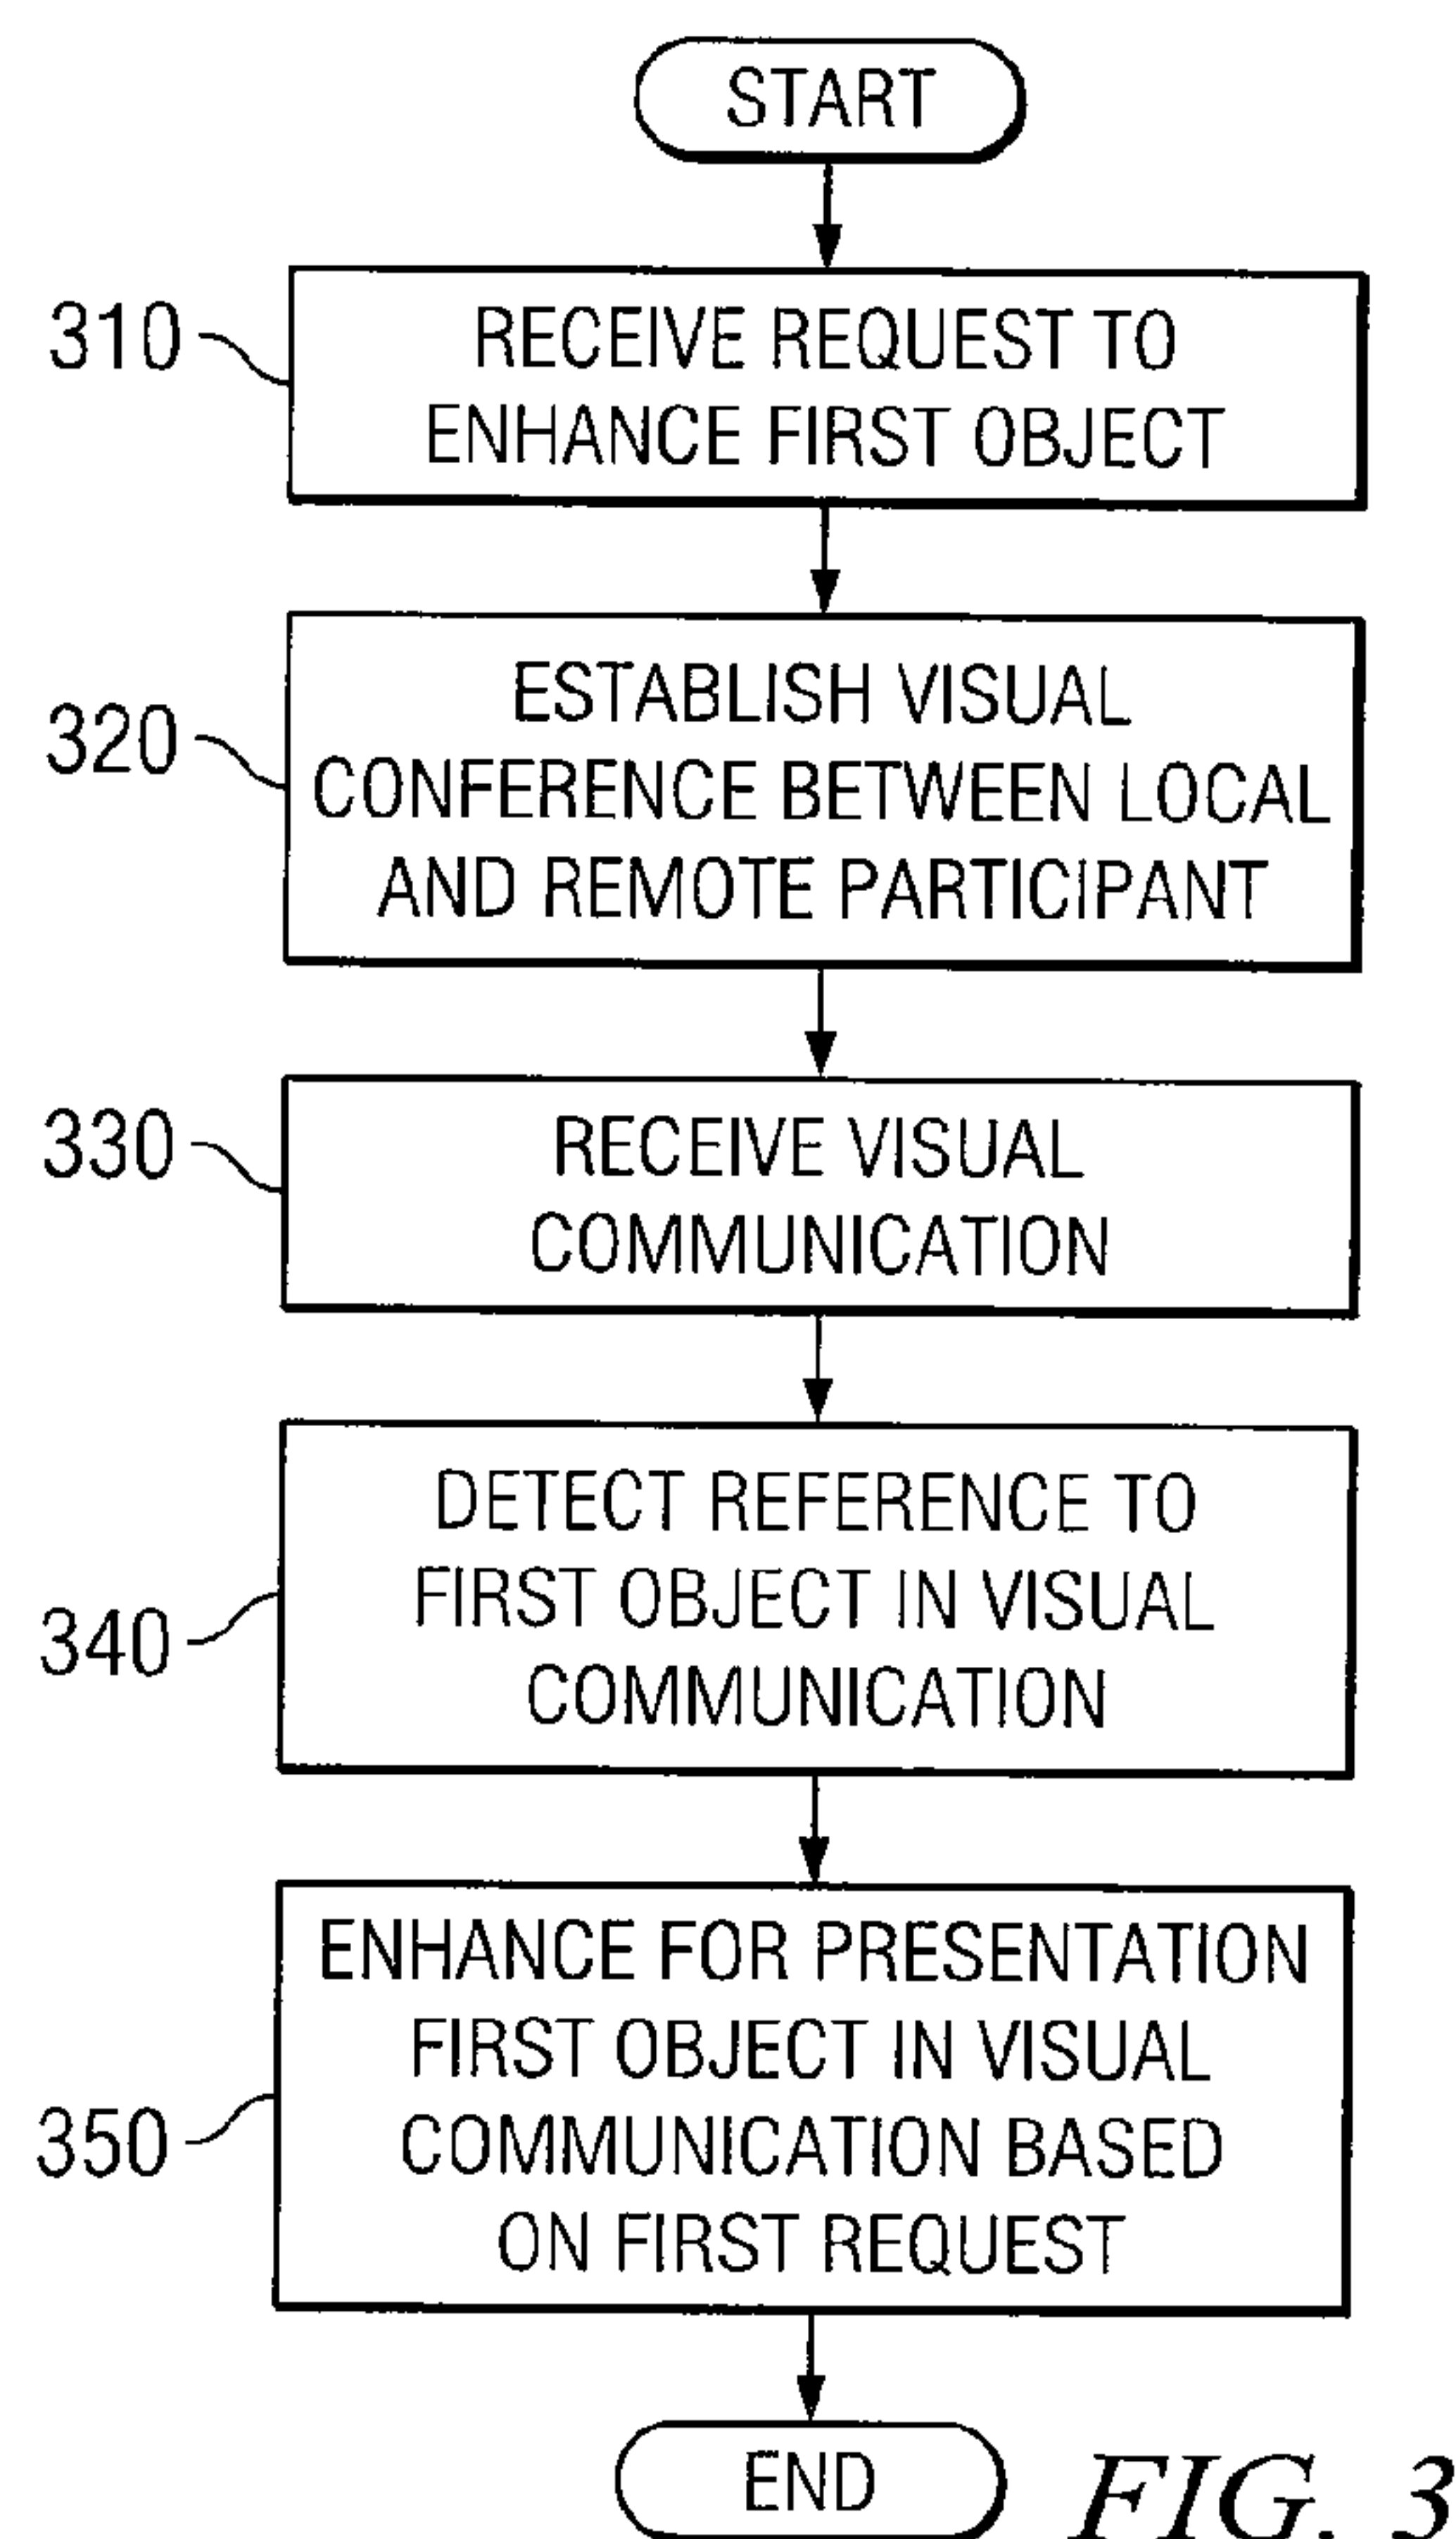 START
310
RECEIVE REQUEST TO
ENHANCE FIRST OBJECT
320
ESTABLISH VISUAL
CONFERENCE BETWEEN LOCAL
AND REMOTE PARTICIPANT
330
RECEIVE VISUAL
COMMUNICATION
340
DETECT REFERENCE TO
FIRST OBJECT IN VISUAL
COMMUNICATION
350
ENHANCE FOR PRESENTATION
FIRST OBJECT IN VISUAL
COMMUNICATION BASED
ON FIRST REQUEST
END
FIG. 3